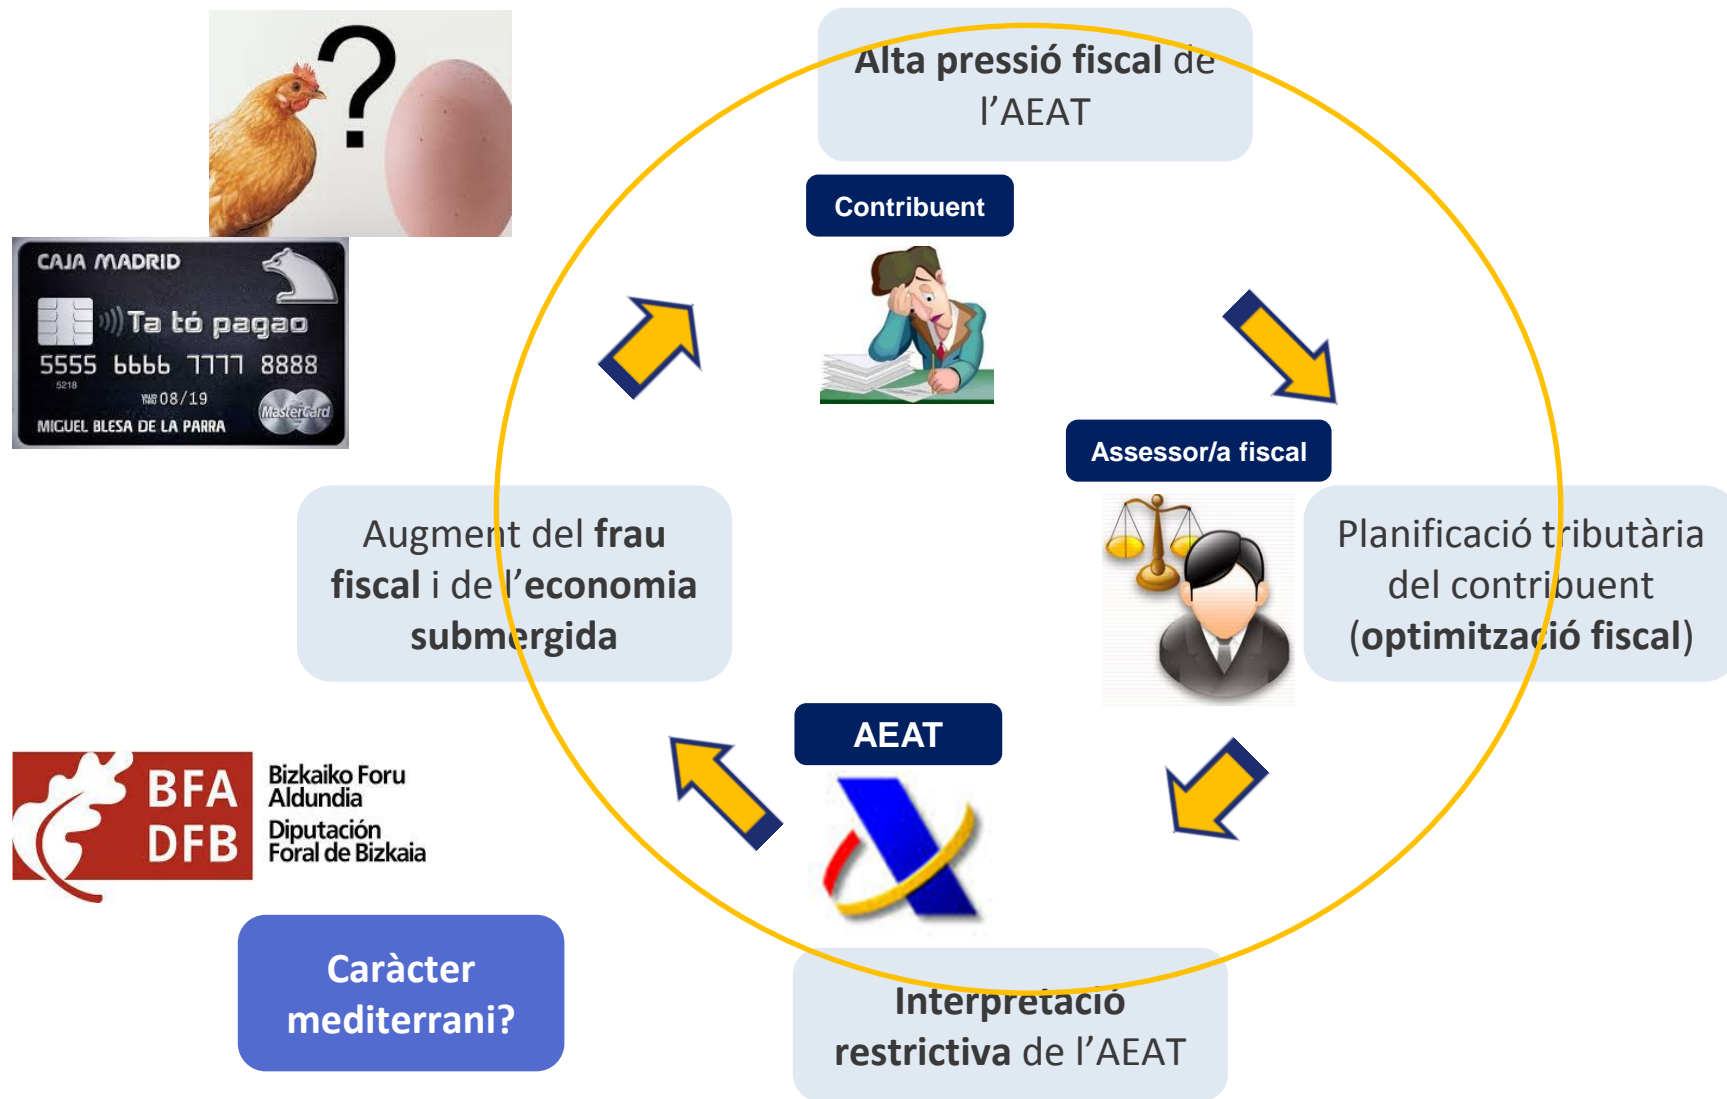 ?
Alta pressió fiscal de
l’AEAT
Contribuent
CAJA MADRID
Ta tó pagao
5555 6666 7777 8888
5218
08/19
MasterCard
MIGUEL BLESA DE LA PARRA
Assessor/a fiscal
Augment del frau
fiscal i de l’economia
submergida
Planificació tributària
del contribuent
(optimització fiscal)
AEAT
BFA
DFB
Bizkaiko Foru
Aldundia
Diputación
Foral de Bizkaia
Caràcter
mediterrani?
Interpretació
restrictiva de l’AEAT